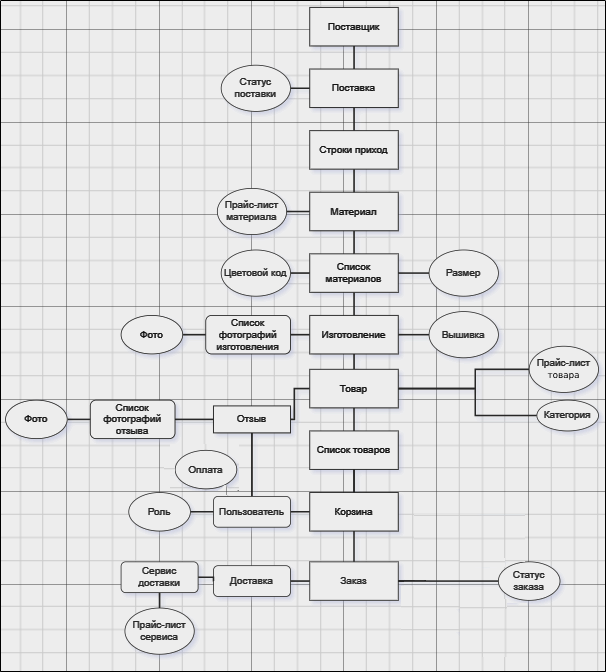 Поставщик
Статус
поставки
Поставка
Строки приход
Прайс-лист
материала
Материал
Цветовой код
Список
материалов
Размер
Фото
Список
фотографий
изготовления
Изготовление
Вышивка
Прайс-лист
товара
Товар
Категория
Фото
Список
фотографий
отзыва
Отзыв
Список товаров
Оплата
Роль
Пользователь
Корзина
Сервис
доставки
Доставка
Заказ
Статус
заказа
Прайс-лист
сервиса